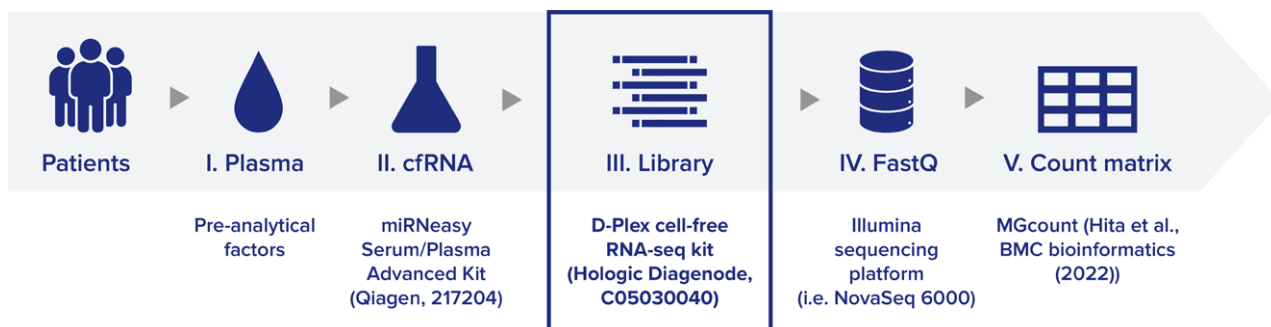 Patients
I. Plasma
II. cfRNA
III. Library
IV. FastQ
V. Count matrix
Pre-analytical
factors
miRNeasy
Serum/Plasma
Advanced Kit
(Qiagen, 217204)
D-Plex cell-free
RNA-seq kit
(Hologic Diagenode,
C05030040)
Illumina
sequencing
platform
(i.e. NovaSeq 6000)
MGcount (Hita et al.,
BMC bioinformatics
(2022))